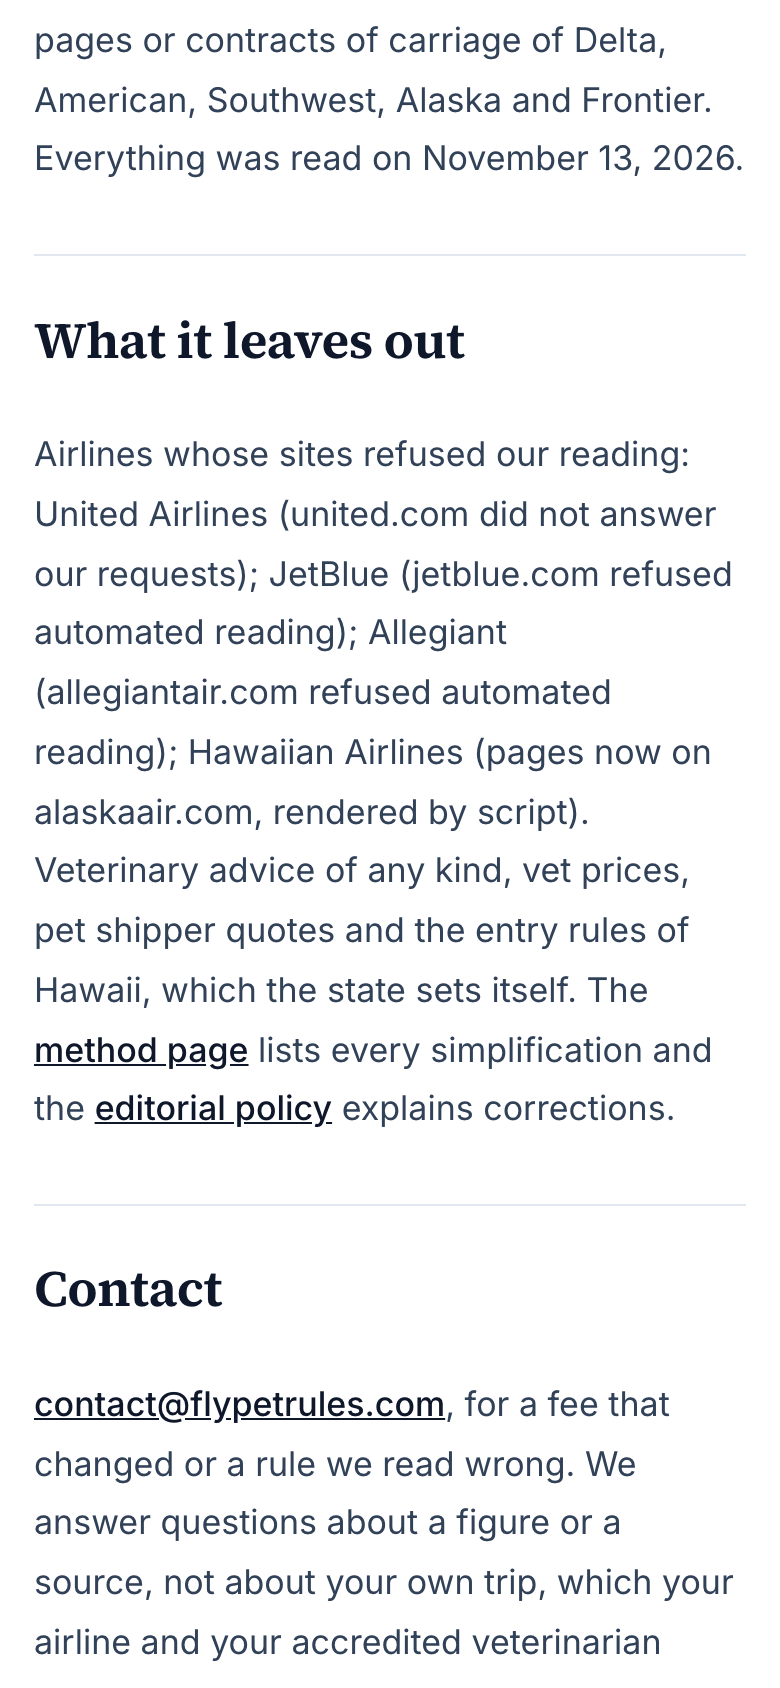 pages or contracts of carriage of Delta,
American, Southwest, Alaska and Frontier.
Everything was read on November 13, 2026.
What it leaves out
Airlines whose sites refused our reading:
United Airlines (united.com did not answer
our requests); JetBlue (jetblue.com refused
automated reading); Allegiant
(allegiantair.com refused automated
reading); Hawaiian Airlines (pages now on
alaskaair.com, rendered by script).
Veterinary advice of any kind, vet prices,
pet shipper quotes and the entry rules of
Hawaii, which the state sets itself. The
method page lists every simplification and
the editorial policy explains corrections.
Contact
contact@flypetrules.com, for a fee that
changed or a rule we read wrong. We
answer questions about a figure or a
source, not about your own trip, which your
airline and your accredited veterinarian